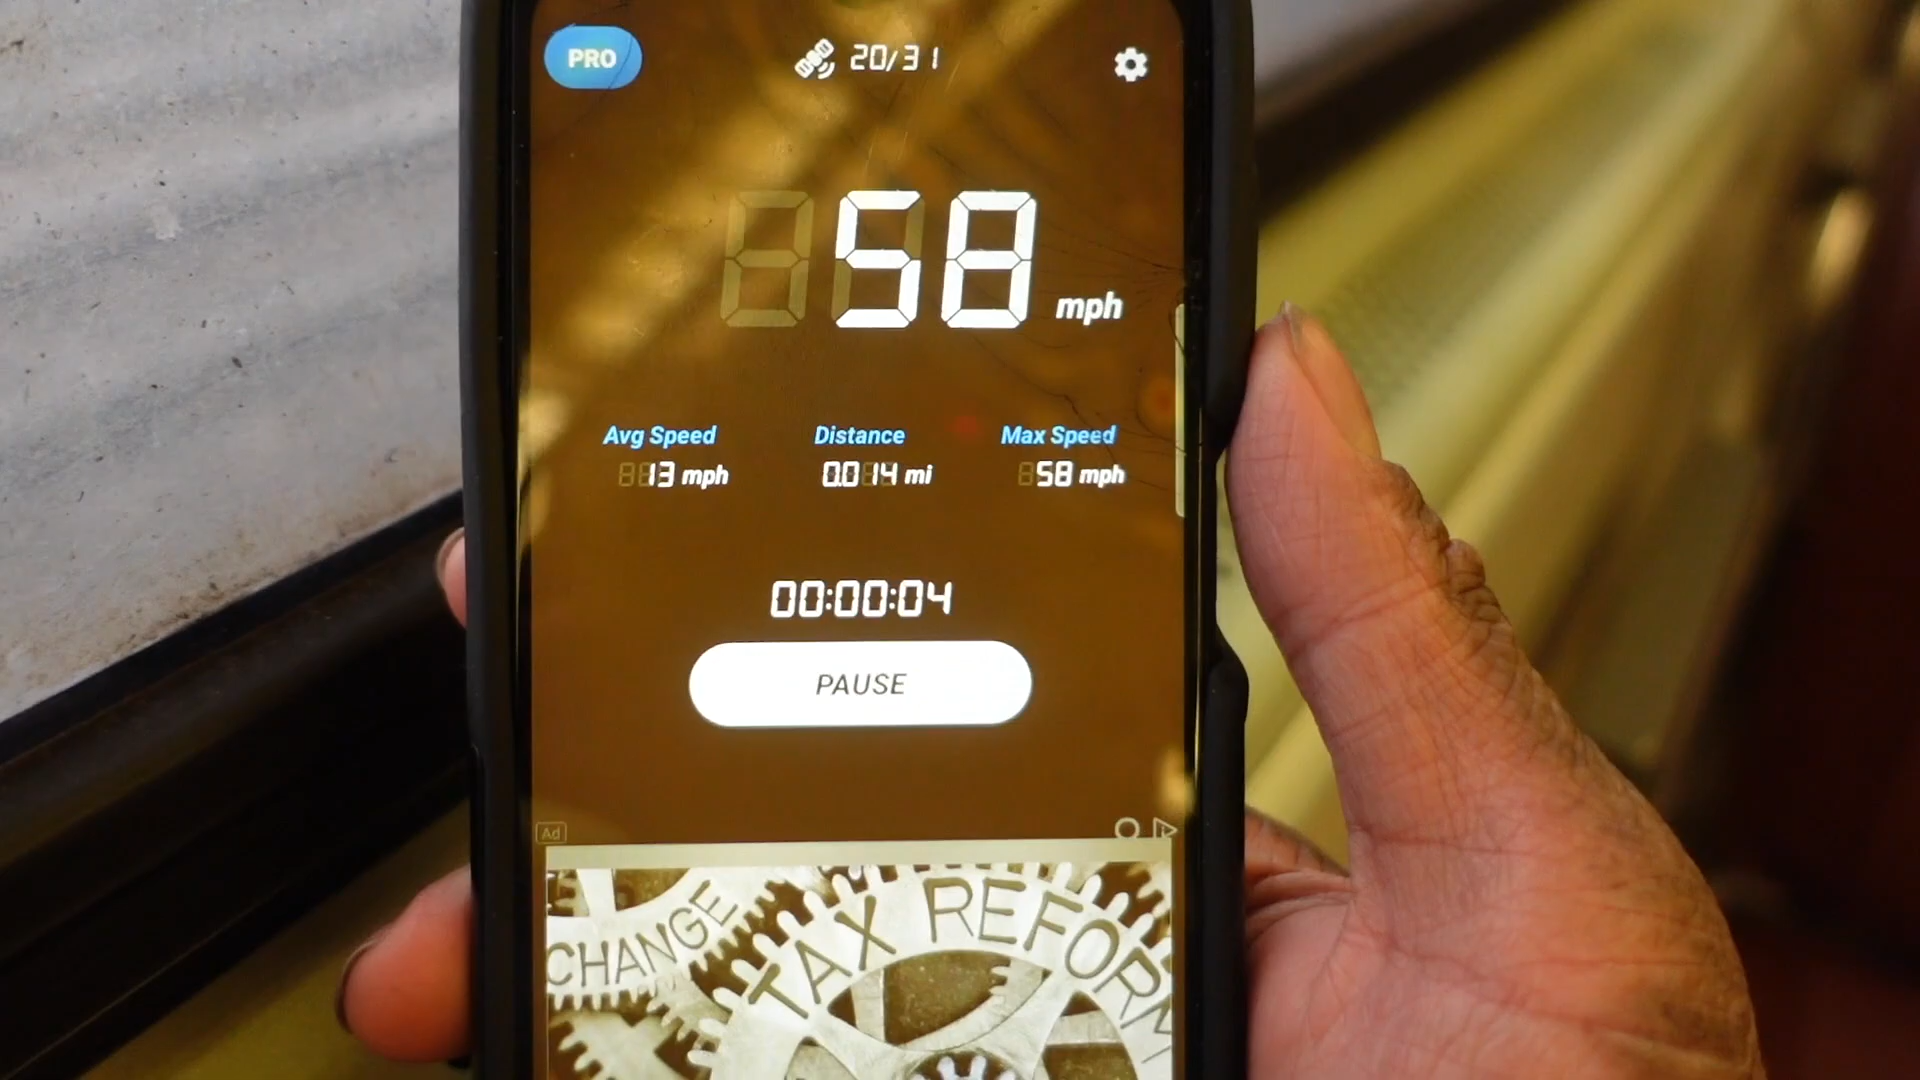 PRO 20/31
58 mph
Avg Speed Distance Max Speed
13 mph 0.014 mi 58 mph
00:00:04
PAUSE
Ad
CHANGE TAX REFORM